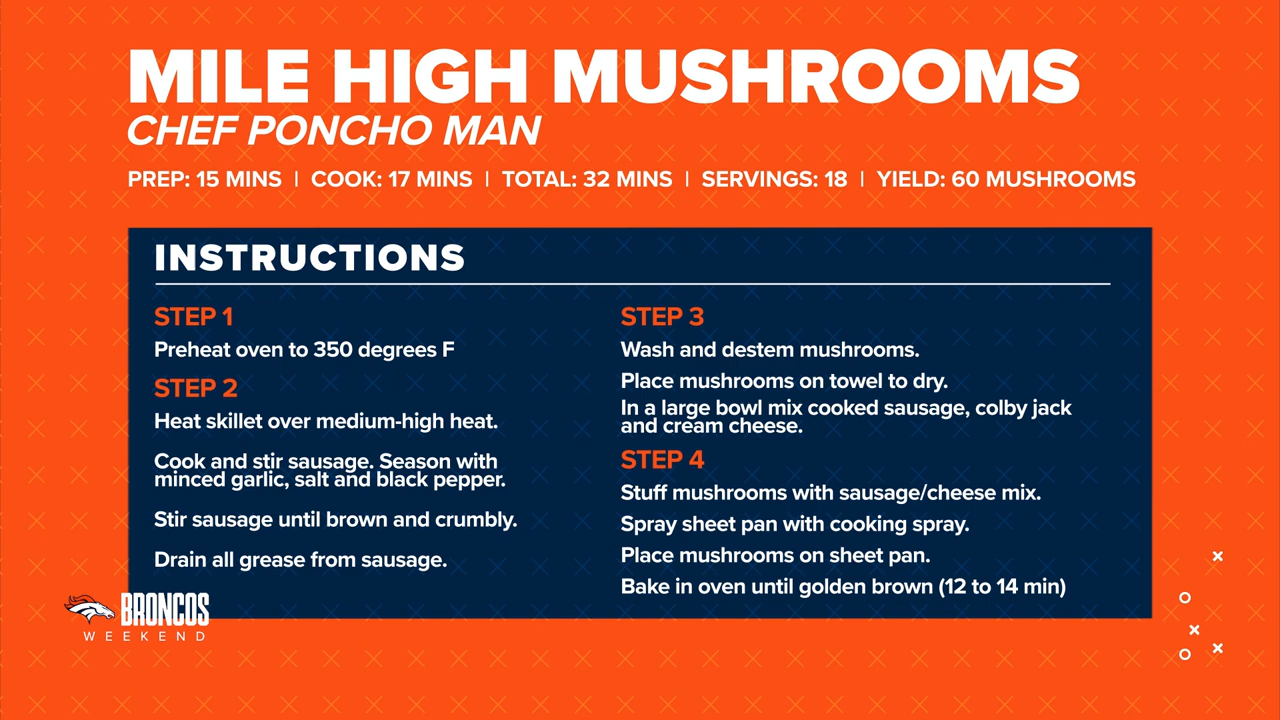 MILE HIGH MUSHROOMS
CHEF PONCHO MAN
PREP: 15 MINS | COOK: 17 MINS | TOTAL: 32 MINS | SERVINGS: 18 | YIELD: 60 MUSHROOMS
INSTRUCTIONS
STEP 1
Preheat oven to 350 degrees F
STEP 2
Heat skillet over medium-high heat.
Cook and stir sausage. Season with
minced garlic, salt and black pepper.
Stir sausage until brown and crumbly.
Drain all grease from sausage.
STEP 3
Wash and destem mushrooms.
Place mushrooms on towel to dry.
In a large bowl mix cooked sausage, colby jack
and cream cheese.
STEP 4
Stuff mushrooms with sausage/cheese mix.
Spray sheet pan with cooking spray.
Place mushrooms on sheet pan.
Bake in oven until golden brown (12 to 14 min)
BRONCOS
WEEKEND